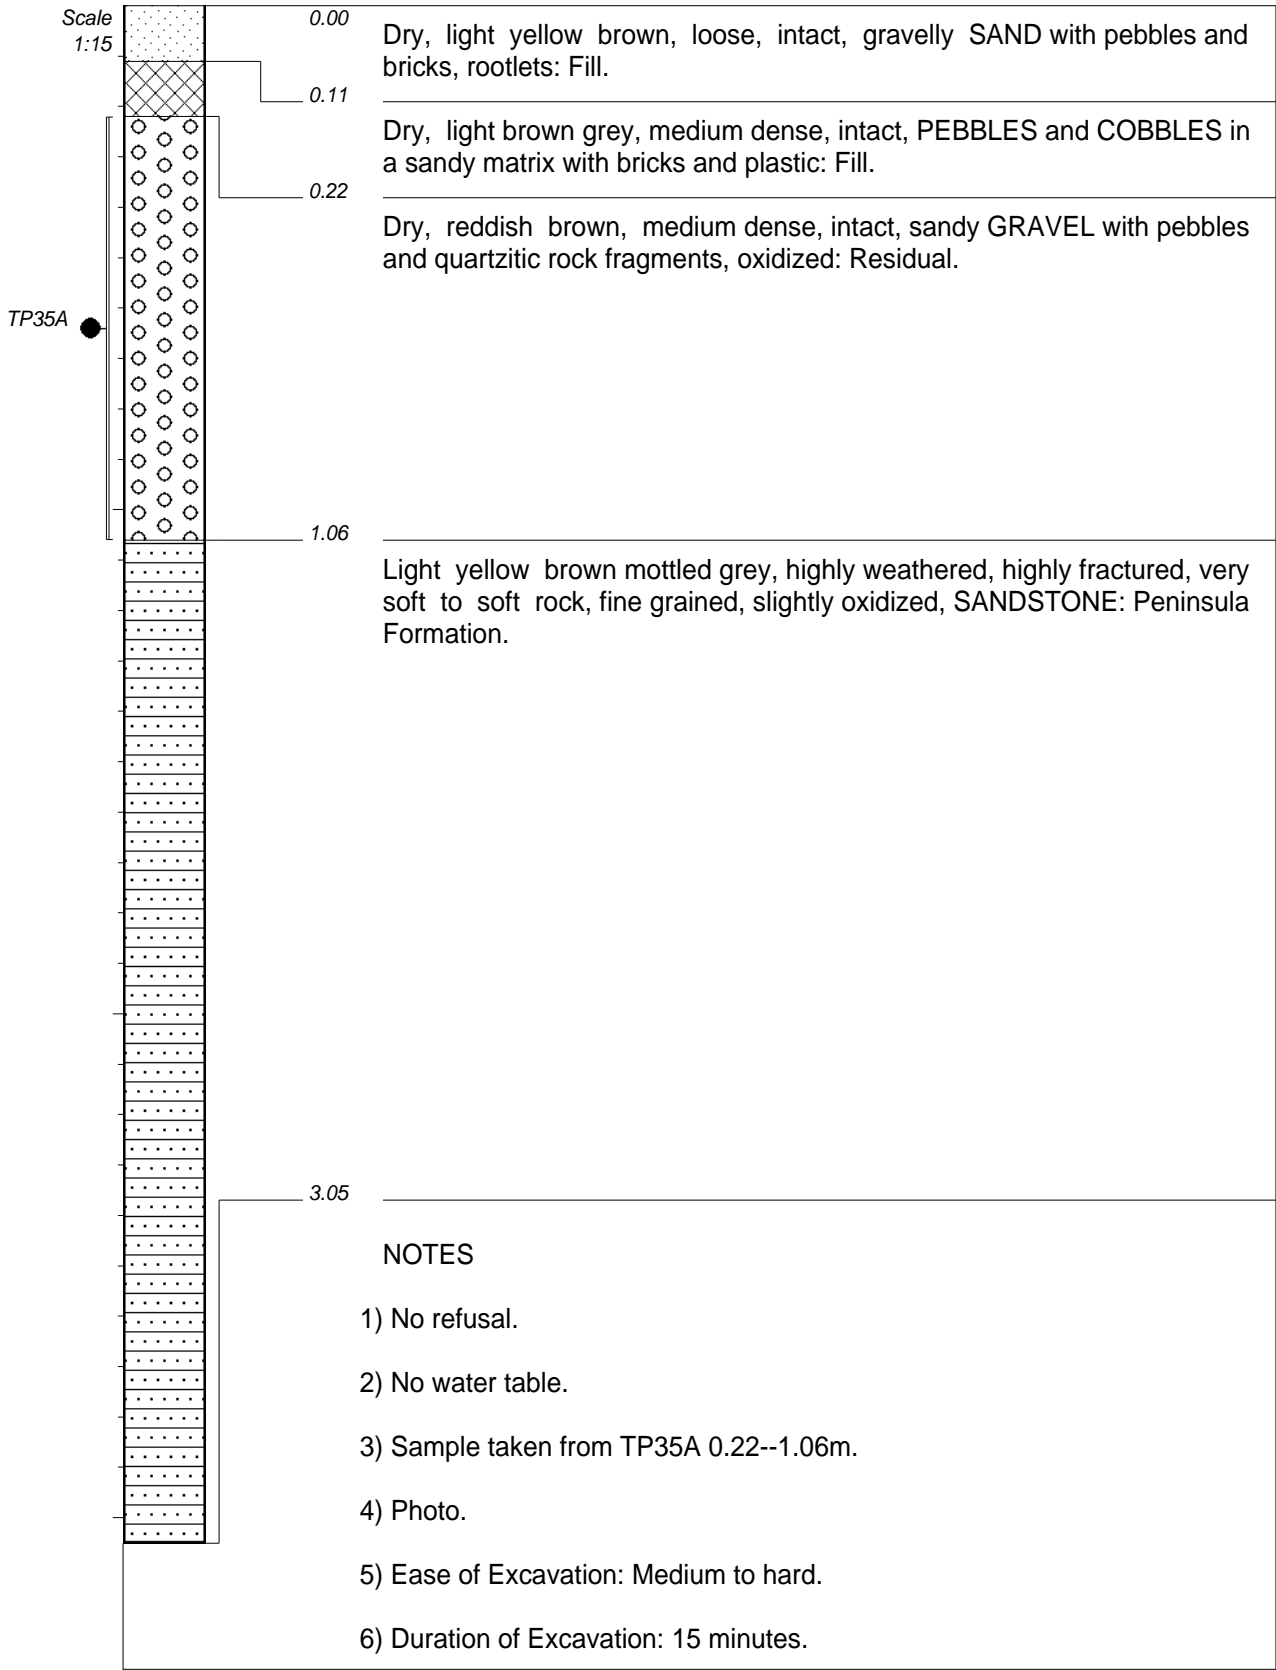 Scale
1:15
0.00
Dry, light yellow brown, loose, intact, gravelly SAND with pebbles and
bricks, rootlets: Fill.
0.11
Dry, light brown grey, medium dense, intact, PEBBLES and COBBLES in
a sandy matrix with bricks and plastic: Fill.
0.22
Dry, reddish brown, medium dense, intact, sandy GRAVEL with pebbles
and quartzitic rock fragments, oxidized: Residual.
TP35A
1.06
Light yellow brown mottled grey, highly weathered, highly fractured, very
soft to soft rock, fine grained, slightly oxidized, SANDSTONE: Peninsula
Formation.
3.05
NOTES
1) No refusal.
2) No water table.
3) Sample taken from TP35A 0.22--1.06m.
4) Photo.
5) Ease of Excavation: Medium to hard.
6) Duration of Excavation: 15 minutes.